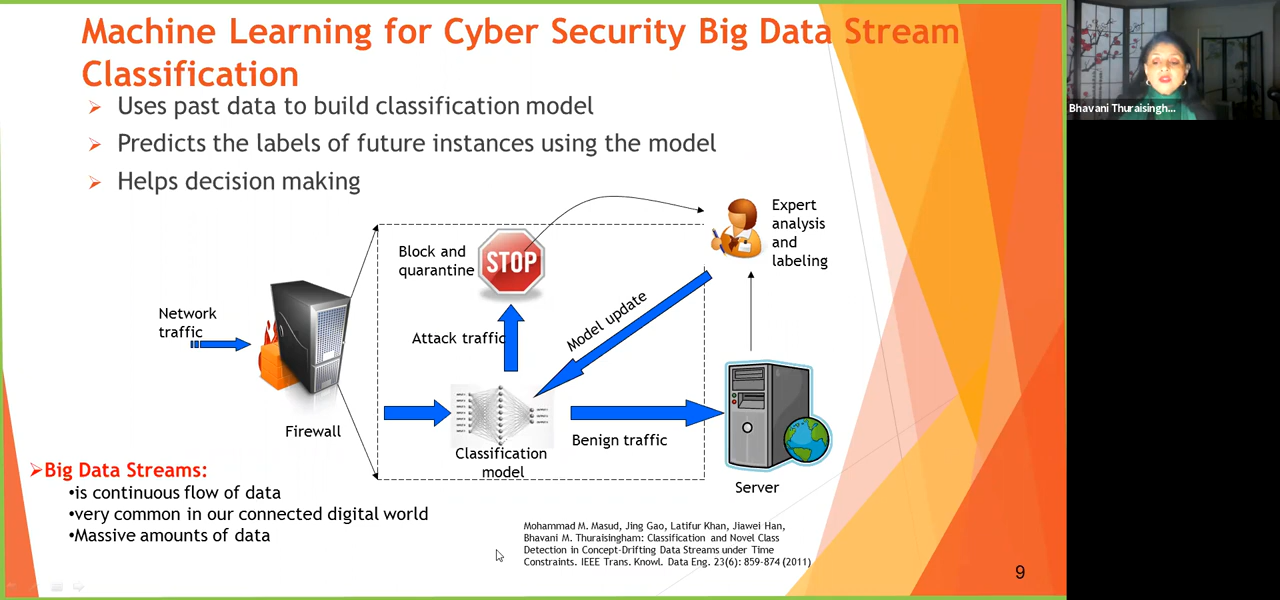 Machine Learning for Cyber Security Big Data Stream
Classification
Uses past data to build classification model
Predicts the labels of future instances using the model
Helps decision making
Bhavani Thuraisingh...
Expert
analysis
and
labeling
Block and
quarantine
STOP
Network
traffic
Model update
Attack traffic
Firewall
Benign traffic
Classification
model
Server
Big Data Streams:
•is continuous flow of data
•very common in our connected digital world
•Massive amounts of data
Mohammad M. Masud, Jing Gao, Latifur Khan, Jiawei Han,
Bhavani M. Thuraisingham: Classification and Novel Class
Detection in Concept-Drifting Data Streams under Time
Constraints. IEEE Trans. Knowl. Data Eng. 23(6): 859-874 (2011)
9